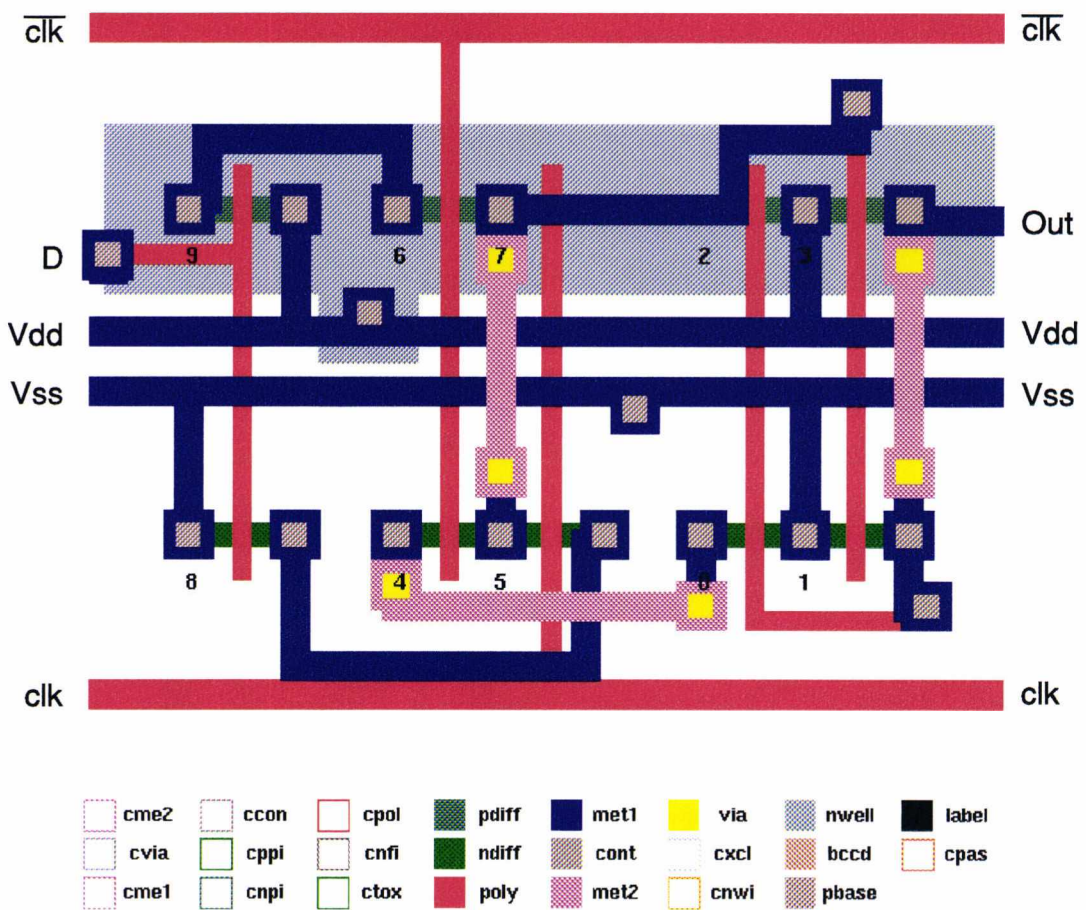 clk clk
9 6 7 2 3
D Out
Vdd Vdd
Vss Vss
8 4 5 0 1
clk clk
cme2 ccon cpol pdiff met1 via nwell label
cvia cppi cnfi ndiff cont cxcl bccd cpas
cme1 cnpi ctox poly met2 cnwi pbase